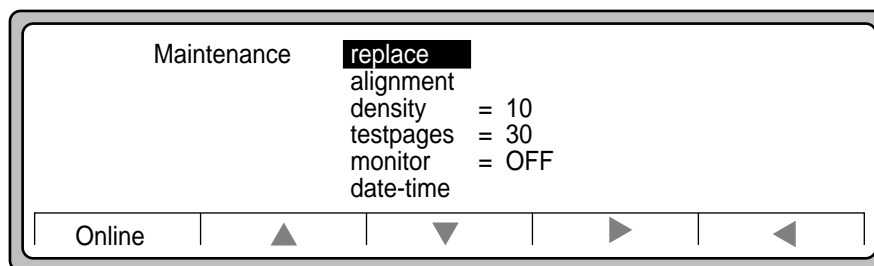 Maintenance replace
alignment
density = 10
testpages = 30
monitor = OFF
date-time
Online